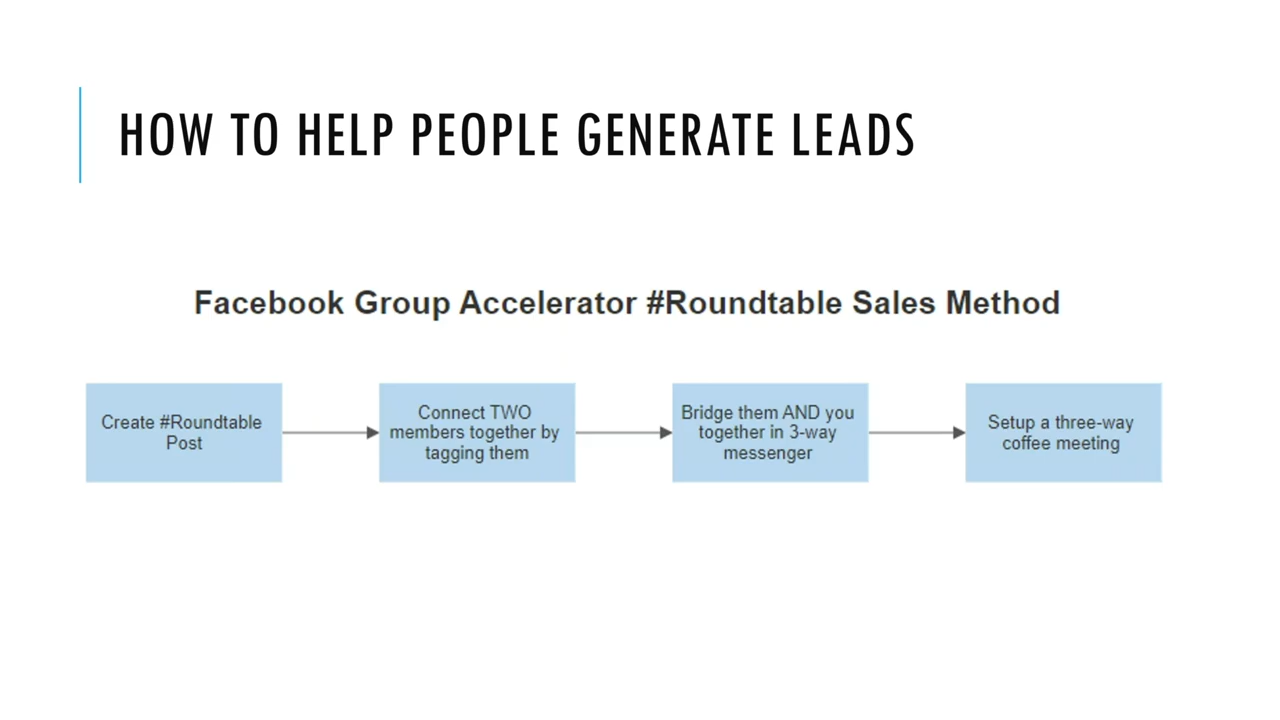 HOW TO HELP PEOPLE GENERATE LEADS
Facebook Group Accelerator #Roundtable Sales Method
Create #Roundtable
Post
Connect TWO
members together by
tagging them
Bridge them AND you
together in 3-way
messenger
Setup a three-way
coffee meeting